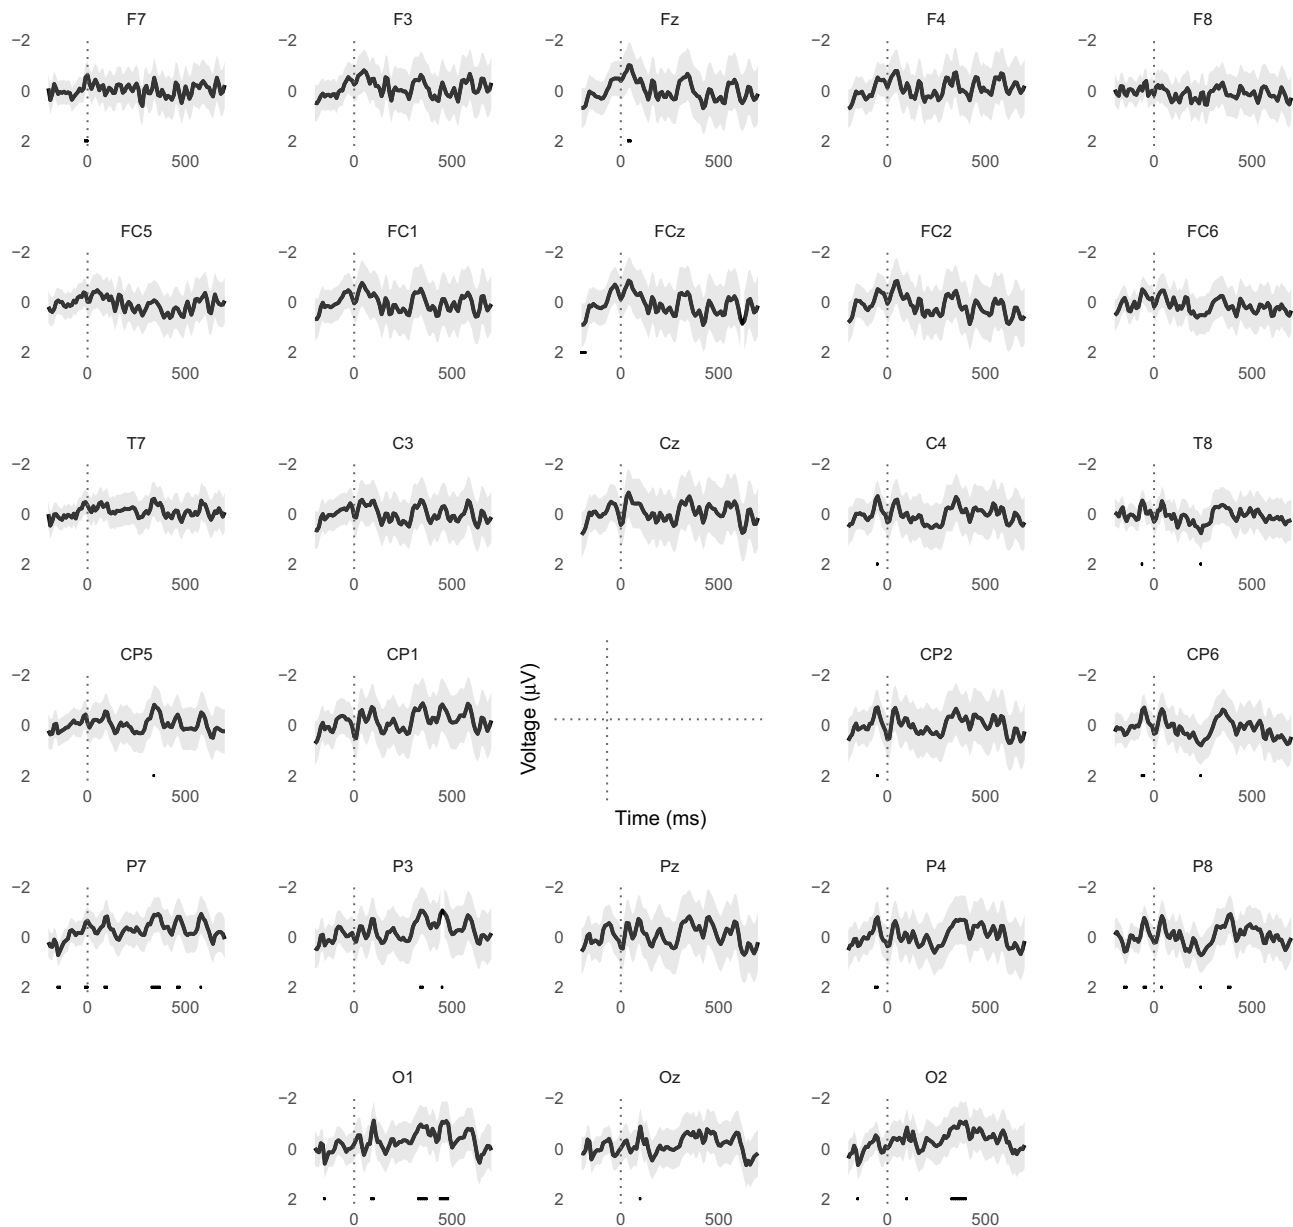 F7 F3 Fz F4 F8
−2 −2 −2 −2 −2
0 0 0 0 0
2 2 2 2 2
0 500 0 500 0 500 0 500 0 500
FC5 FC1 FCz FC2 FC6
−2 −2 −2 −2 −2
0 0 0 0 0
2 2 2 2 2
0 500 0 500 0 500 0 500 0 500
T7 C3 Cz C4 T8
−2 −2 −2 −2 −2
0 0 0 0 0
2 2 2 2 2
0 500 0 500 0 500 0 500 0 500
CP5 CP1 CP2 CP6
−2 −2 −2 −2
0 0 Voltage (µV) 0 0
2 2 2 2
0 500 0 500 0 500 0 500
Time (ms)
P7 P3 Pz P4 P8
−2 −2 −2 −2 −2
0 0 0 0 0
2 2 2 2 2
0 500 0 500 0 500 0 500 0 500
O1 Oz O2
−2 −2 −2
0 0 0
2 2 2
0 500 0 500 0 500